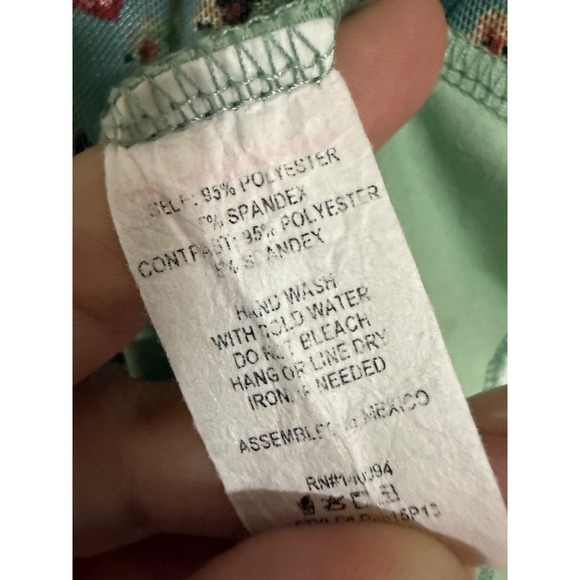 SELF: 95% POLYESTER
5% SPANDEX
CONTRAST: 95% POLYESTER
5% SPANDEX
HAND WASH
WITH COLD WATER
DO NOT BLEACH
HANG OR LINE DRY
IRON IF NEEDED
ASSEMBLED IN MEXICO